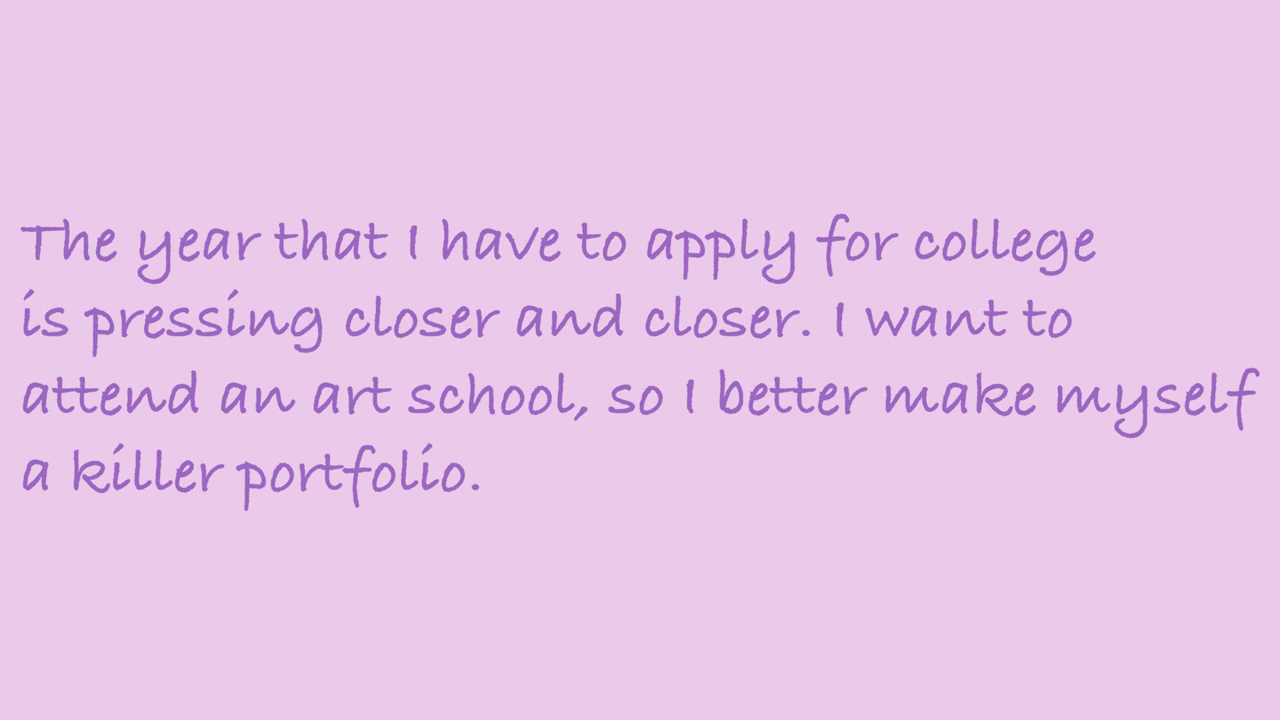 The year that I have to apply for college
is pressing closer and closer. I want to
attend an art school, so I better make myself
a killer portfolio.